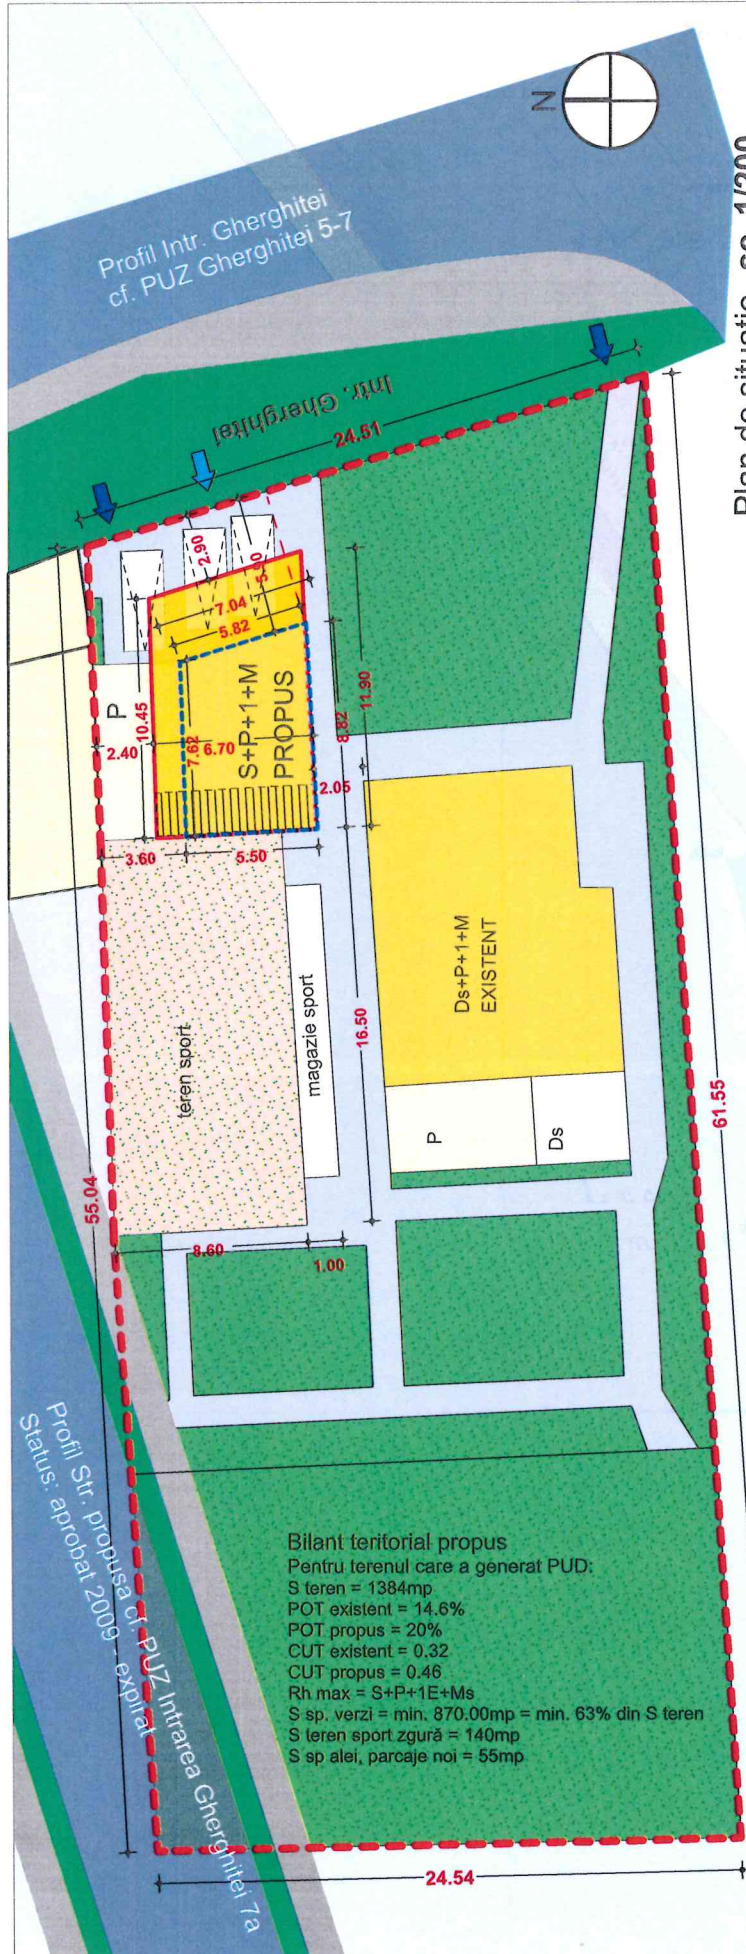 N
Profil Intr. Gherghitei
cf. PUZ Gherghitei 5-7
Plan de situatie, sc. 1/200
Intr. Gherghitei
24.51
2.90
5.90
7.04
5.82
P
10.45
2.40
7.62
6.70
S+P+1+M
PROPUS
8.82
11.90
2.05
3.60
5.50
teren sport
magazie sport
16.50
Ds+P+1+M
EXISTENT
P
Ds
55.04
61.55
8.60
1.00
Profil Str. propusa cf. PUZ Intrarea Gherghitei 7a
Status: aprobat 2009 - expirat
Bilant teritorial propus
Pentru terenul care a generat PUD:
S teren = 1384mp
POT existent = 14.6%
POT propus = 20%
CUT existent = 0.32
CUT propus = 0.46
Rh max = S+P+1E+Ms
S sp. verzi = min. 870.00mp = min. 63% din S teren
S teren sport zgură = 140mp
S sp alei, parcaje noi = 55mp
24.54